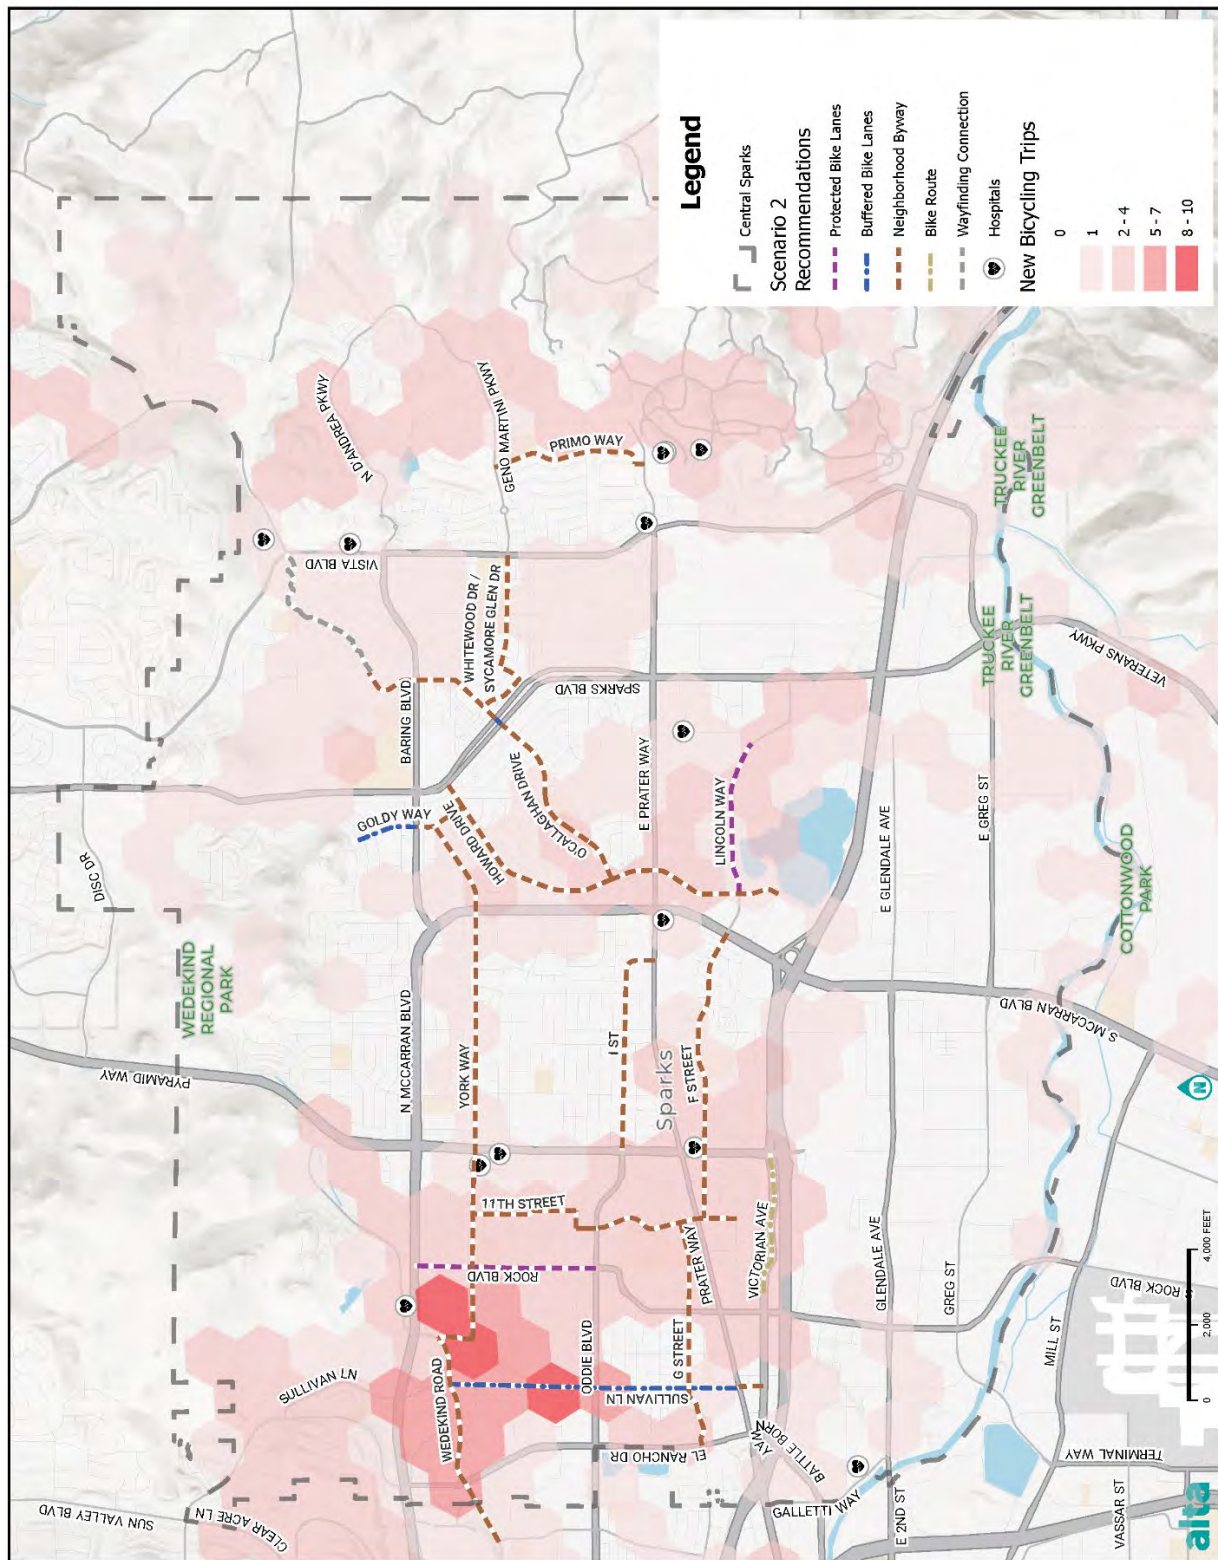 SUN VALLEY BLVD
CLEAR ACRE LN
SULLIVAN LN
PYRAMID WAY
WEDEKIND
REGIONAL
PARK
DISC DR
N MCCARRAN BLVD
GOLDY WAY
BARING BLVD
VISTA BLVD
N D'ANDREA PKWY
WEDEKIND ROAD
YORK WAY
HOWARD DRIVE
WHITEWOOD DR /
SYCAMORE GLEN DR
GENO MARTINI PKWY
11TH STREET
ROCK BLVD
O'CALLAGHAN DRIVE
PRIMO WAY
ODDIE BLVD
SULLIVAN LN
EL RANCHO DR
I ST
SPARKS BLVD
E PRATER WAY
Sparks
G STREET
PRATER WAY
F STREET
LINCOLN WAY
VICTORIAN AVE
BATTLE BORN
WAY
GALLETTI WAY
E 2ND ST
GLENDALE AVE
E GLENDALE AVE
GREG ST
E GREG ST
TRUCKEE
RIVER
GREENBELT
TRUCKEE
RIVER
GREENBELT
VETERANS PKWY
S MCCARRAN BLVD
COTTONWOOD
PARK
MILL ST
ROCK BLVD
TERMINAL WAY
VASSAR ST
alta
0
2,000
4,000 FEET
N
Legend
Central Sparks
Scenario 2
Recommendations
Protected Bike Lanes
Buffered Bike Lanes
Neighborhood Byway
Bike Route
Wayfinding Connection
Hospitals
New Bicycling Trips
0
1
2 - 4
5 - 7
8 - 10